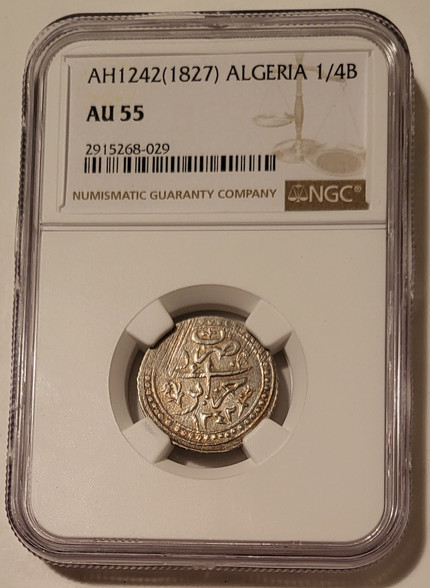 AH1242(1827) ALGERIA 1/4B
AU 55
2915268-029
NUMISMATIC GUARANTY COMPANY
NGC®